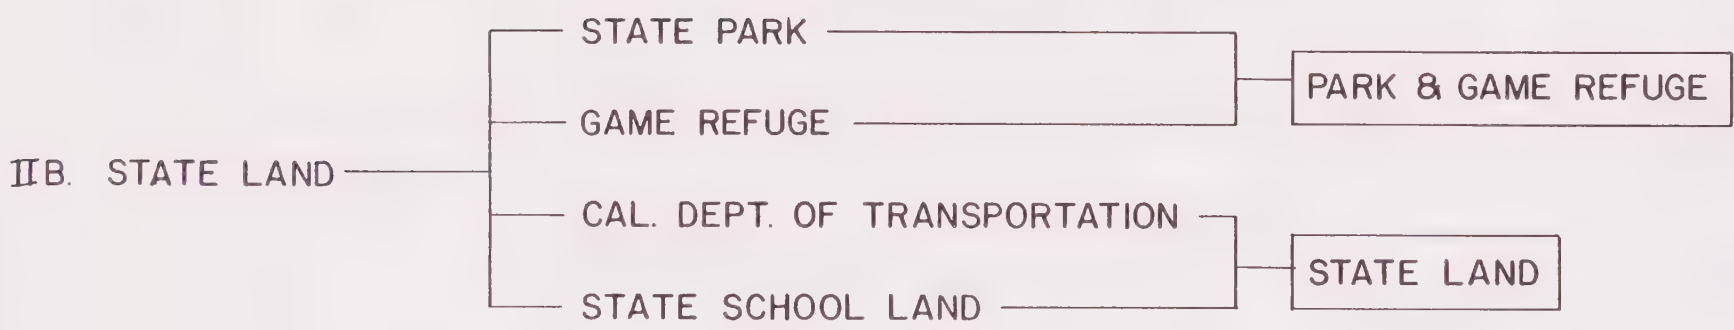 STATE PARK
PARK & GAME REFUGE
GAME REFUGE
IIB. STATE LAND
CAL. DEPT. OF TRANSPORTATION
STATE LAND
STATE SCHOOL LAND